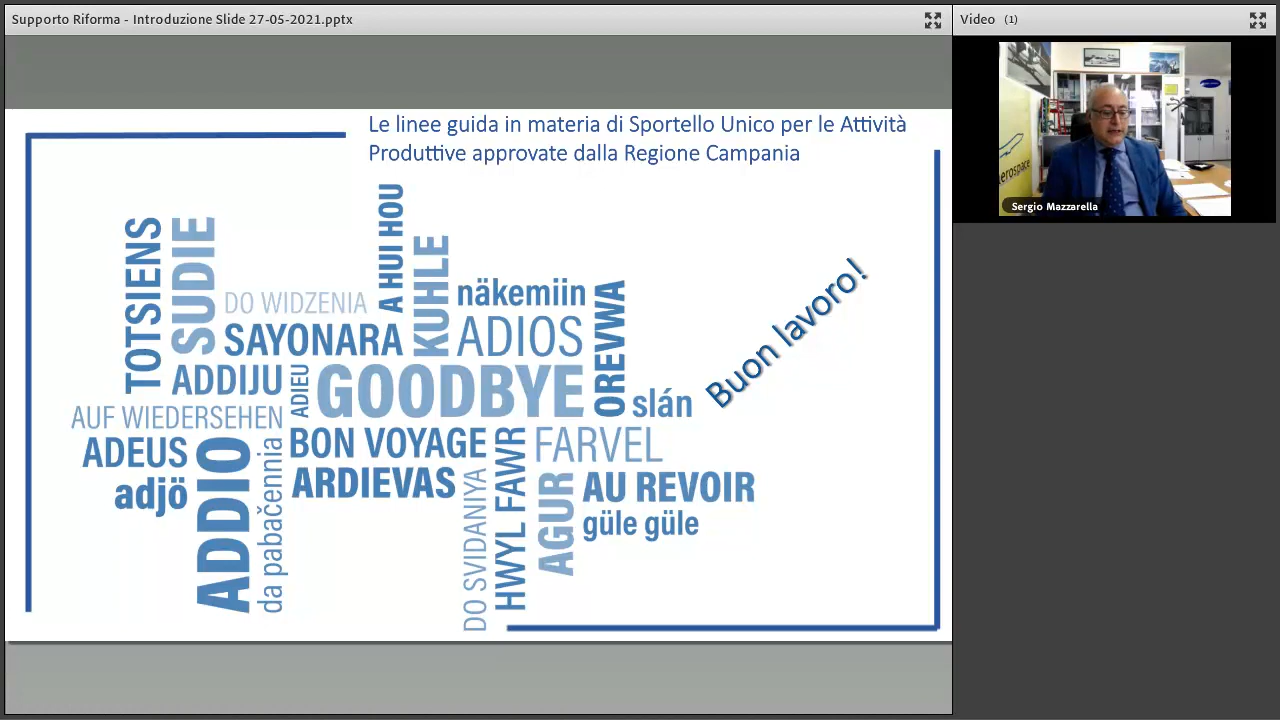 Supporto Riforma - Introduzione Slide 27-05-2021.pptx
Video (1)
Le linee guida in materia di Sportello Unico per le Attività
Produttive approvate dalla Regione Campania
TOTSIENS
SUDIE
DO WIDZENIA
A HUI HOU
KUHLE
näkemiin
OREVWA
SAYONARA
ADIOS
ADDIJU
ADIEU
GOODBYE
slán
Buon lavoro!
AUF WIEDERSEHEN
ADEUS
adjö
ADDIO
da pabačennia
BON VOYAGE
ARDIEVAS
DO SVIDANIYA
HWYL FAWR
FARVEL
AGUR
AU REVOIR
güle güle
erospace
Sergio Mazzarella